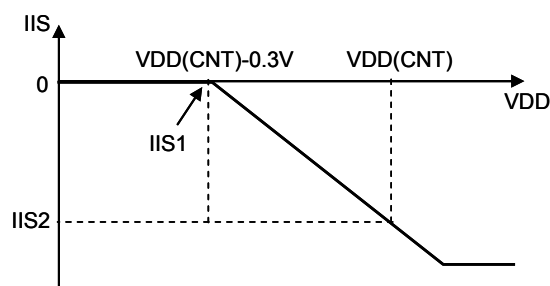 IIS
VDD(CNT)-0.3V
VDD(CNT)
0
VDD
IIS1
IIS2